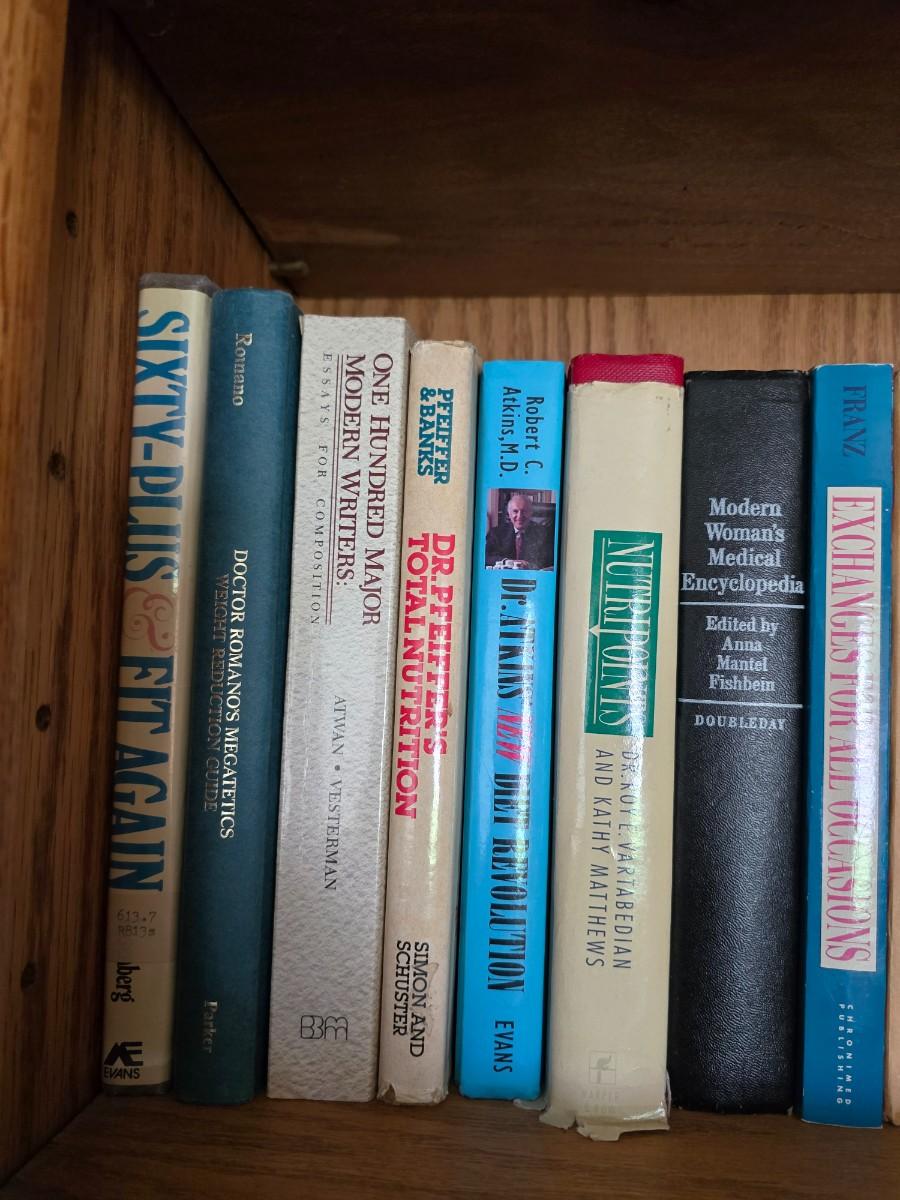 SIXTY-PLUS
FIT AGAIN
613.7
R813s
berg
EVANS
Romano
DOCTOR ROMANO'S MEGATETICS
WEIGHT REDUCTION GUIDE
Parker
ONE HUNDRED MAJOR
MODERN WRITERS:
ESSAYS FOR COMPOSITION
ATWAN • VESTERMAN
PFEIFFER
& BANKS
DR. PFEIFFER'S
TOTAL NUTRITION
SIMON AND
SCHUSTER
Robert C.
Atkins, M.D.
Dr. ATKINS NEW DIET REVOLUTION
EVANS
NUTRIPOINTS
DR. ROY E. VARTABEDIAN
AND KATHY MATTHEWS
Modern
Woman's
Medical
Encyclopedia
Edited by
Anna
Mantel
Fishbein
DOUBLEDAY
FRANZ
EXCHANGES FOR ALL OCCASIONS
CHRONIMED
PUBLISHING